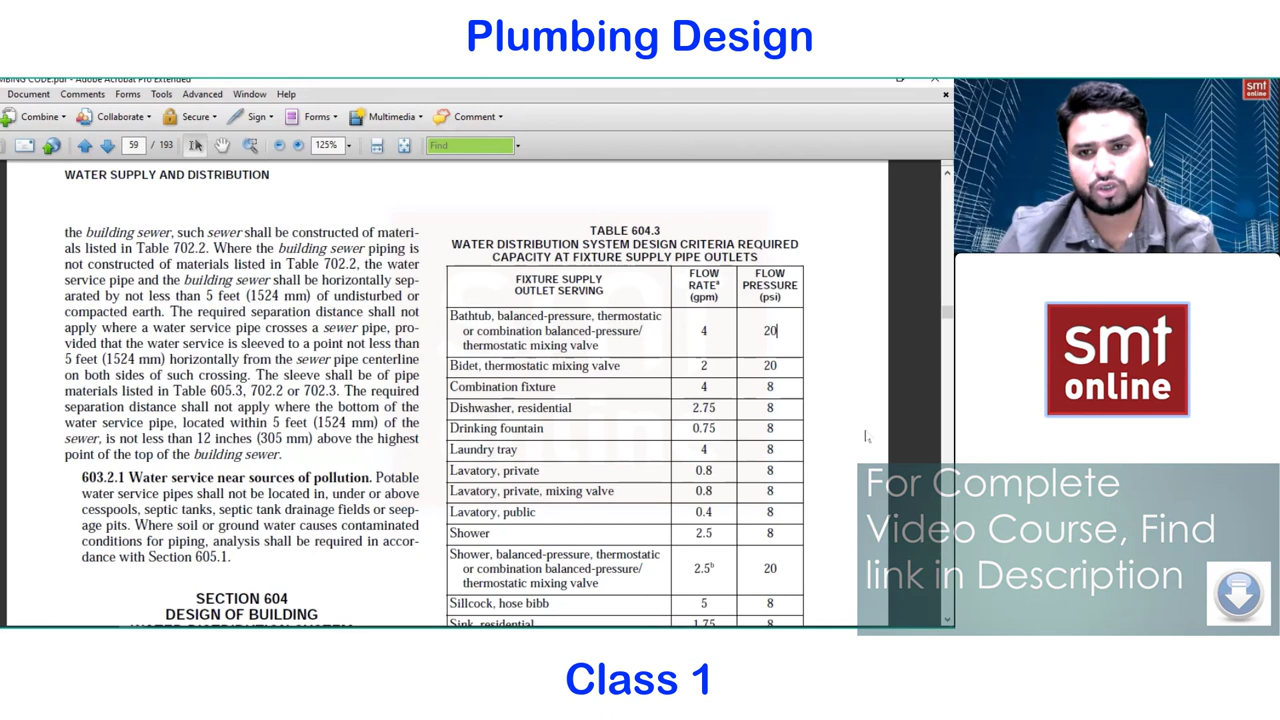 Plumbing Design
MBING CODE.pdf - Adobe Acrobat Pro Extended
Document Comments Forms Tools Advanced Window Help
Combine Collaborate Secure Sign Forms Multimedia Comment
59 / 193 125% Find
WATER SUPPLY AND DISTRIBUTION
the building sewer, such sewer shall be constructed of materi-
als listed in Table 702.2. Where the building sewer piping is
not constructed of materials listed in Table 702.2, the water
service pipe and the building sewer shall be horizontally sep-
arated by not less than 5 feet (1524 mm) of undisturbed or
compacted earth. The required separation distance shall not
apply where a water service pipe crosses a sewer pipe, pro-
vided that the water service is sleeved to a point not less than
5 feet (1524 mm) horizontally from the sewer pipe centerline
on both sides of such crossing. The sleeve shall be of pipe
materials listed in Table 605.3, 702.2 or 702.3. The required
separation distance shall not apply where the bottom of the
water service pipe, located within 5 feet (1524 mm) of the
sewer, is not less than 12 inches (305 mm) above the highest
point of the top of the building sewer.
603.2.1 Water service near sources of pollution. Potable
water service pipes shall not be located in, under or above
cesspools, septic tanks, septic tank drainage fields or seep-
age pits. Where soil or ground water causes contaminated
conditions for piping, analysis shall be required in accor-
dance with Section 605.1.
SECTION 604
DESIGN OF BUILDING
WATER DISTRIBUTION SYSTEM
TABLE 604.3
WATER DISTRIBUTION SYSTEM DESIGN CRITERIA REQUIRED
CAPACITY AT FIXTURE SUPPLY PIPE OUTLETS
FIXTURE SUPPLY OUTLET SERVING FLOW RATEa (gpm) FLOW PRESSURE (psi)
Bathtub, balanced-pressure, thermostatic
or combination balanced-pressure/ 4 20
thermostatic mixing valve
Bidet, thermostatic mixing valve 2 20
Combination fixture 4 8
Dishwasher, residential 2.75 8
Drinking fountain 0.75 8
Laundry tray 4 8
Lavatory, private 0.8 8
Lavatory, private, mixing valve 0.8 8
Lavatory, public 0.4 8
Shower 2.5 8
Shower, balanced-pressure, thermostatic
or combination balanced-pressure/ 2.5b 20
thermostatic mixing valve
Sillcock, hose bibb 5 8
Sink, residential 1.75 8
smt
online
smt
online
For Complete
Video Course, Find
link in Description
Class 1